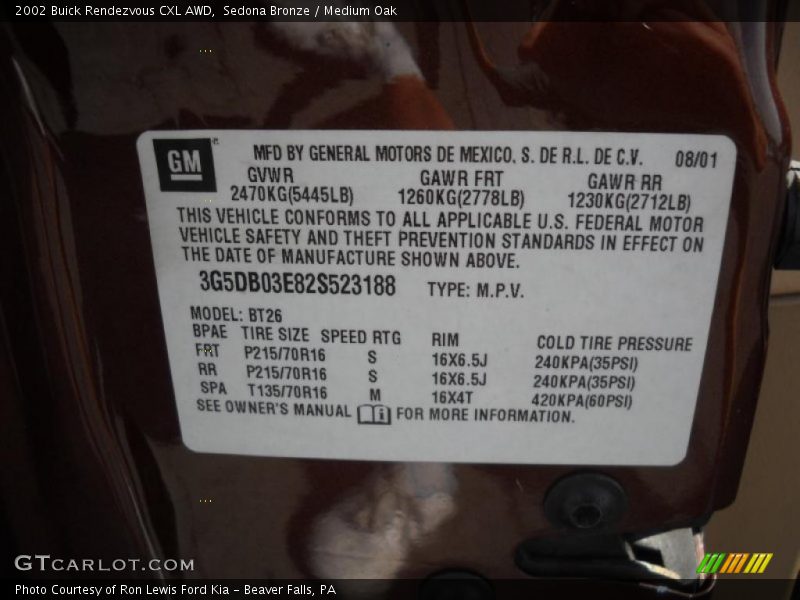 2002 Buick Rendezvous CXL AWD,  Sedona Bronze / Medium Oak
GM MFD BY GENERAL MOTORS DE MEXICO, S. DE R.L. DE C.V. 08/01
GVWR GAWR FRT GAWR RR
2470KG(5445LB) 1260KG(2778LB) 1230KG(2712LB)
THIS VEHICLE CONFORMS TO ALL APPLICABLE U.S. FEDERAL MOTOR
VEHICLE SAFETY AND THEFT PREVENTION STANDARDS IN EFFECT ON
THE DATE OF MANUFACTURE SHOWN ABOVE.
3G5DB03E82S523188 TYPE: M.P.V.
MODEL: BT26
BPAE TIRE SIZE SPEED RTG RIM COLD TIRE PRESSURE
FRT P215/70R16 S 16X6.5J 240KPA(35PSI)
RR P215/70R16 S 16X6.5J 240KPA(35PSI)
SPA T135/70R16 M 16X4T 420KPA(60PSI)
SEE OWNER'S MANUAL FOR MORE INFORMATION.
GTCARLOT.COM
Photo Courtesy of Ron Lewis Ford Kia – Beaver Falls, PA